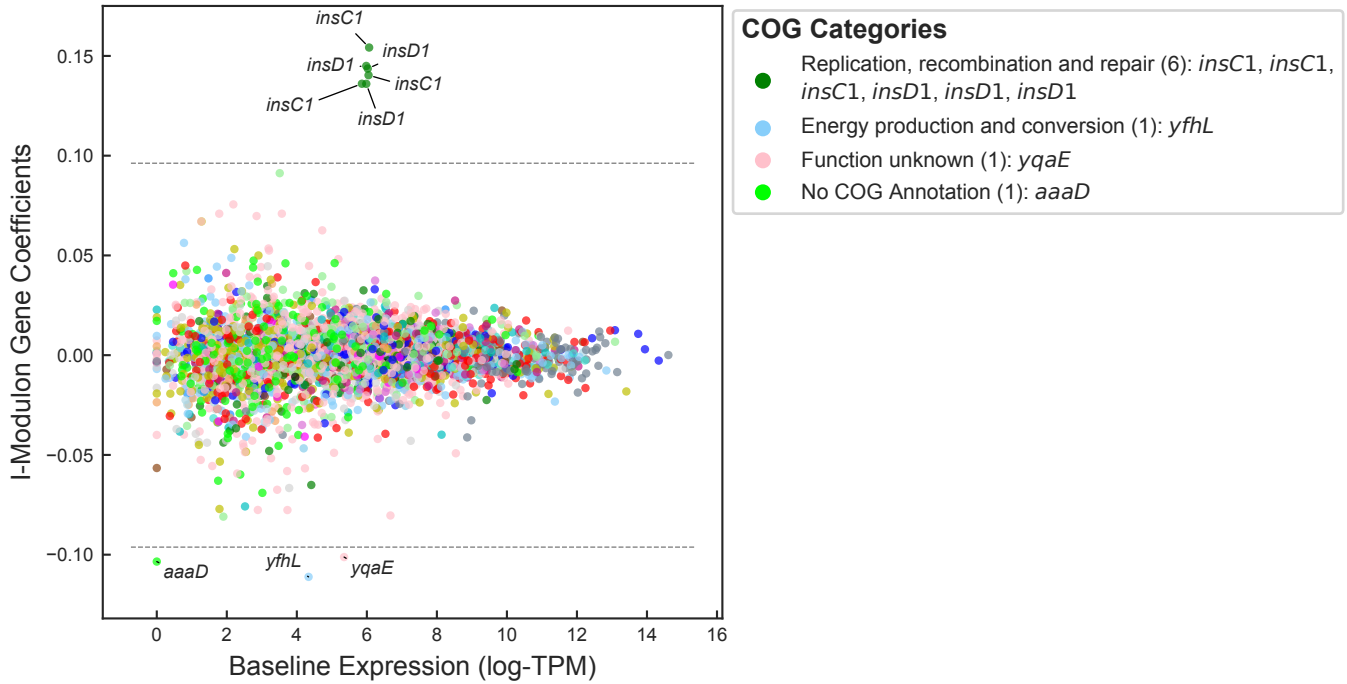 COG Categories
Replication, recombination and repair (6): insC1, insC1,
insC1, insD1, insD1, insD1
Energy production and conversion (1): yfhL
Function unknown (1): yqaE
No COG Annotation (1): aaaD
I-Modulon Gene Coefficients
0.15
0.10
0.05
0.00
−0.05
−0.10
insC1
insD1
insD1
insC1
insC1
insD1
aaaD
yfhL
yqaE
0 2 4 6 8 10 12 14 16
Baseline Expression (log-TPM)